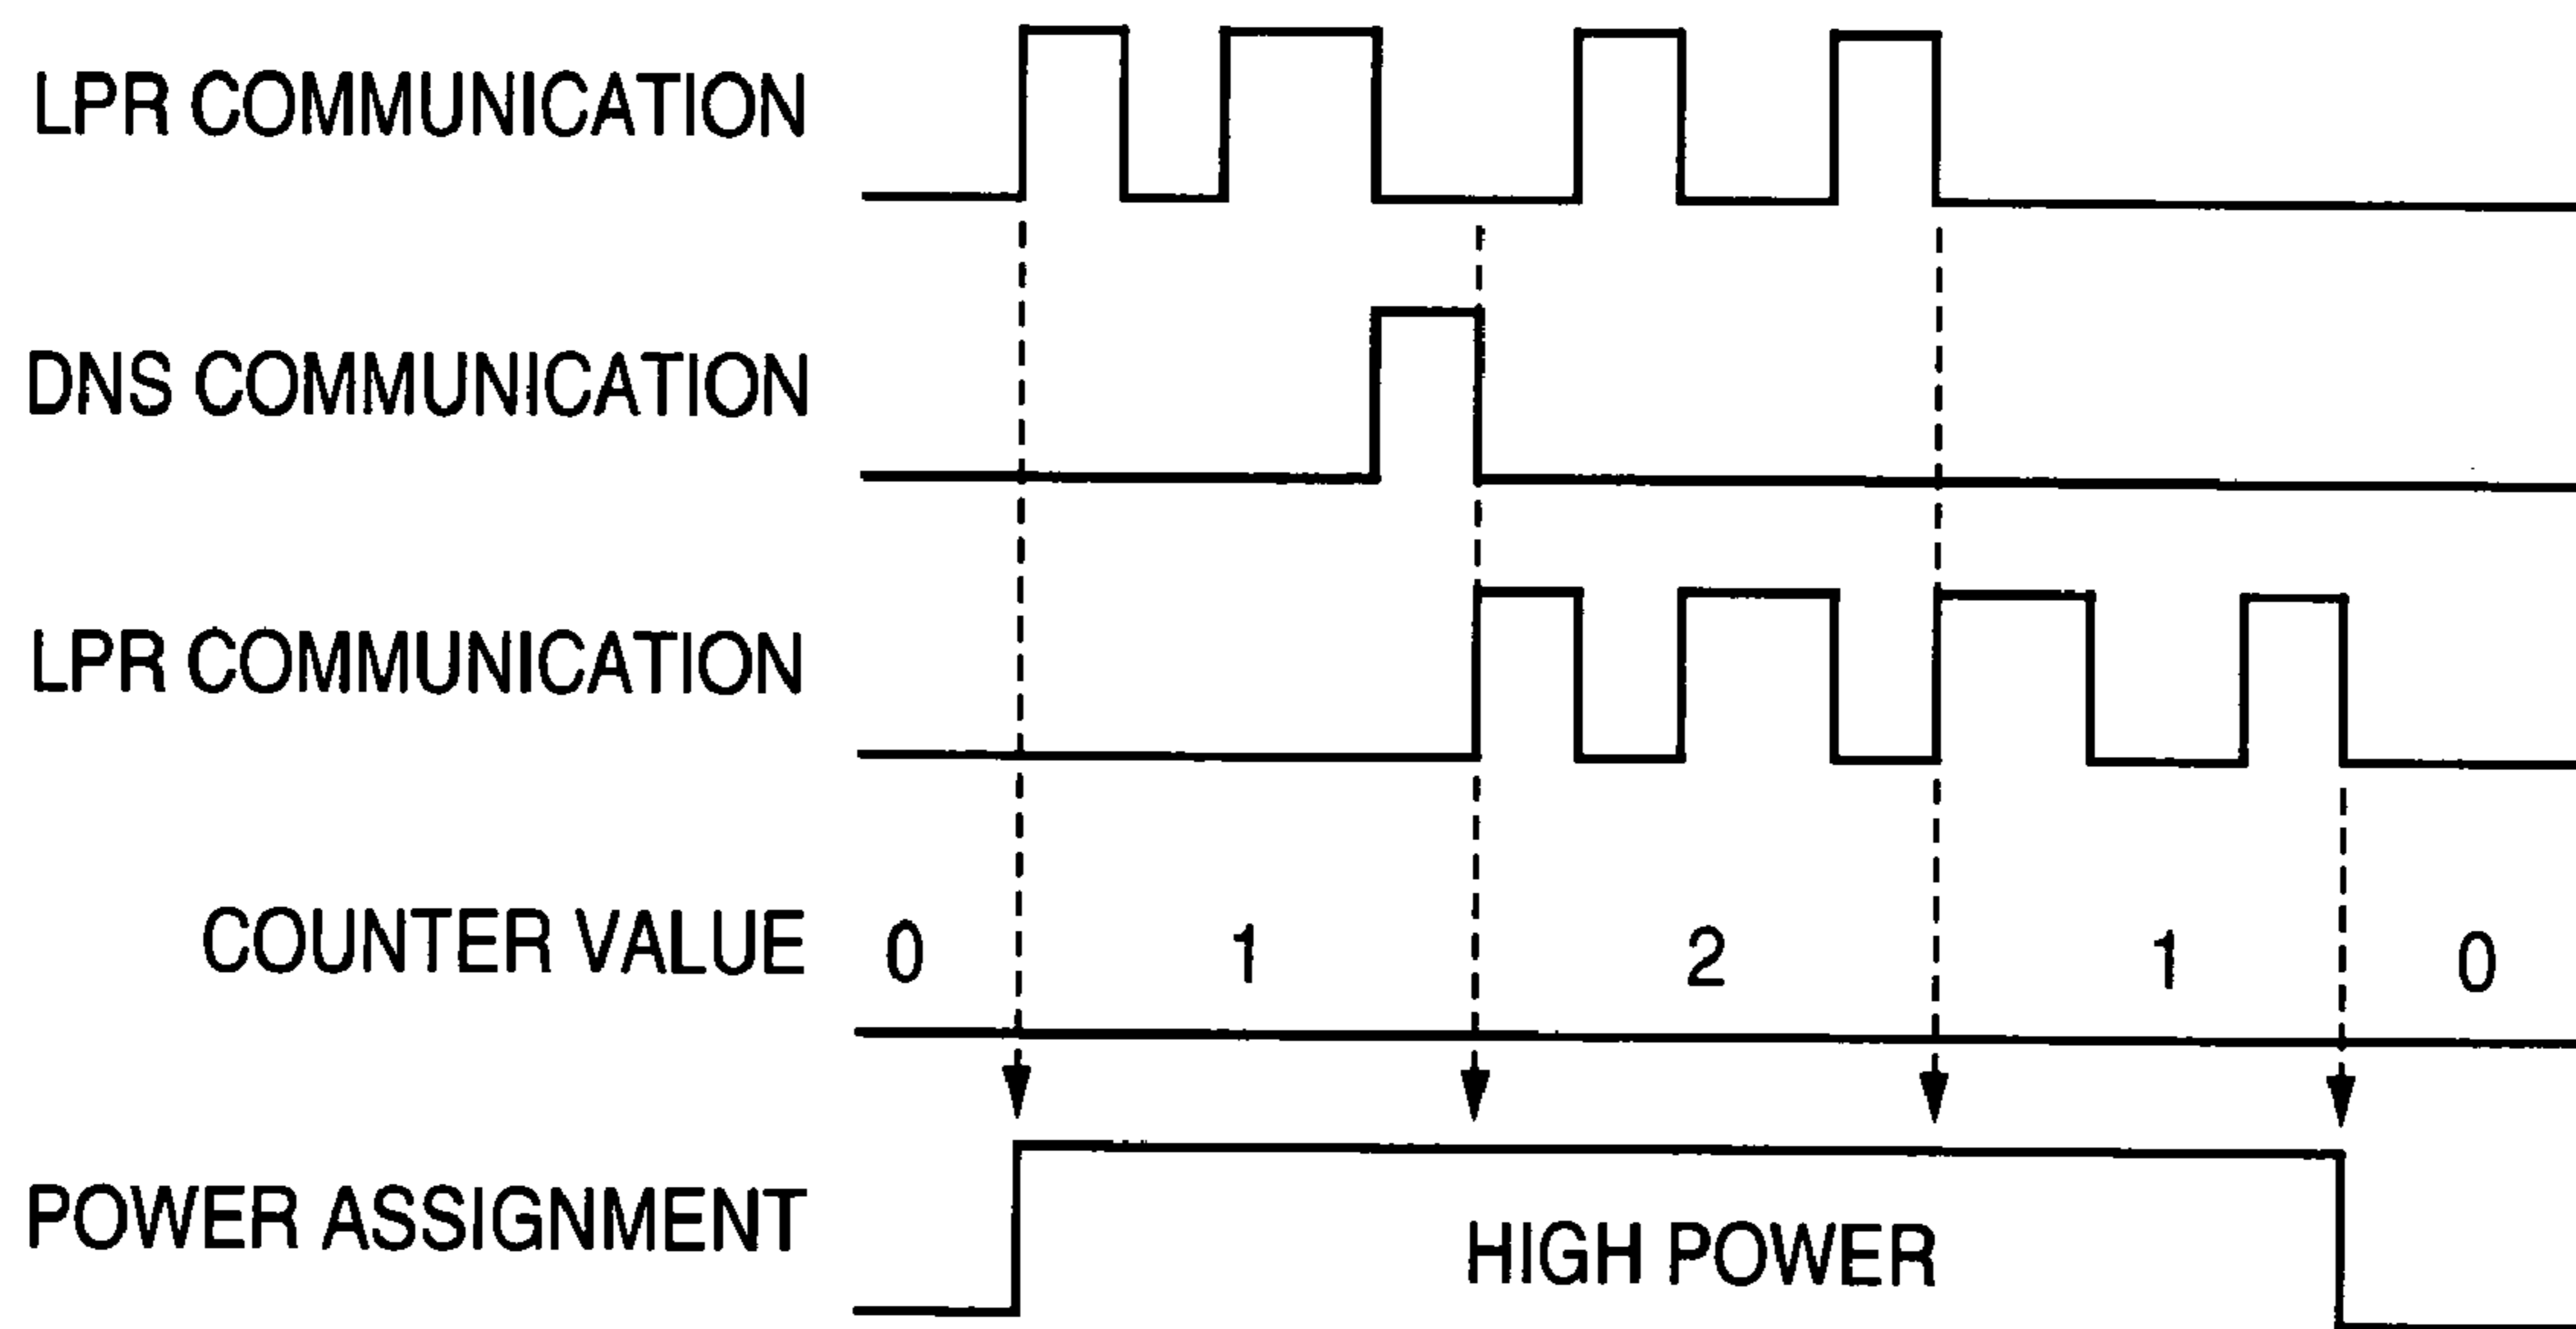 LPR COMMUNICATION
DNS COMMUNICATION
LPR COMMUNICATION
COUNTER VALUE 0 1 2 1 0
POWER ASSIGNMENT HIGH POWER